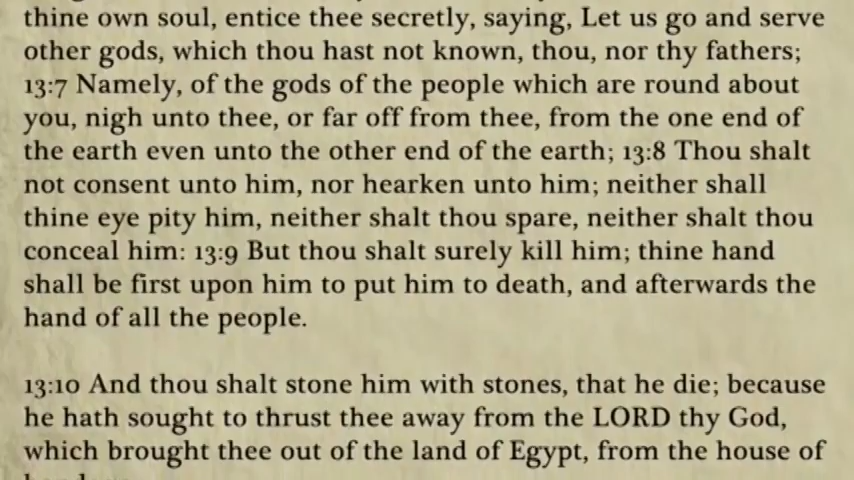 thine own soul, entice thee secretly, saying, Let us go and serve
other gods, which thou hast not known, thou, nor thy fathers;
13:7 Namely, of the gods of the people which are round about
you, nigh unto thee, or far off from thee, from the one end of
the earth even unto the other end of the earth; 13:8 Thou shalt
not consent unto him, nor hearken unto him; neither shall
thine eye pity him, neither shalt thou spare, neither shalt thou
conceal him: 13:9 But thou shalt surely kill him; thine hand
shall be first upon him to put him to death, and afterwards the
hand of all the people.
13:10 And thou shalt stone him with stones, that he die; because
he hath sought to thrust thee away from the LORD thy God,
which brought thee out of the land of Egypt, from the house of